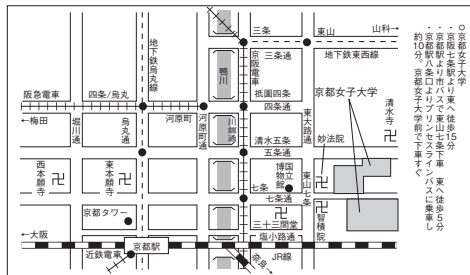 ○京都女子大学
・京阪七条駅より東へ徒歩15分
・京都駅より市バスで東山七条下車 東へ徒歩5分
・京都駅八条口よりプリンセスラインバスに乗車し
約10分。京都女子大学前で下車すぐ
三条
東山
山科→
地下鉄烏丸線
鴨川
京阪電車
三条通
地下鉄東西線
祇園四条
京都女子大学
阪急電車
四条/烏丸
四条通
←梅田
堀川通
烏丸通
河原町
河原町通
川端通
清水五条
東大路通
清水寺
五条通
妙法院
西本願寺
東本願寺
国立博物館
七条
七条通
東山七条
京都タワー
三十三間堂
智積院
←大阪
塩小路通
京都駅
JR線
近鉄電車
奈良→